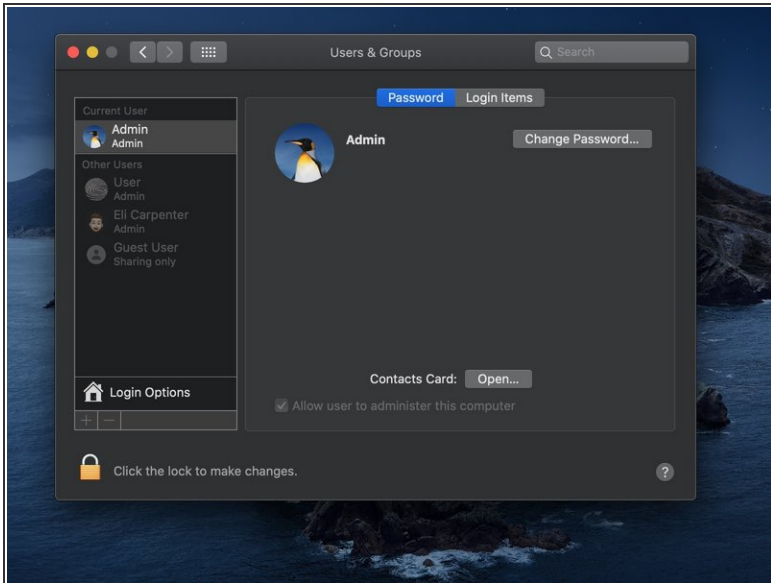 Users & Groups
Search
Password
Login Items
Current User
Admin
Admin
Other Users
User
Admin
Eli Carpenter
Admin
Guest User
Sharing only
Login Options
Admin
Change Password...
Contacts Card:
Open...
Allow user to administer this computer
Click the lock to make changes.
?